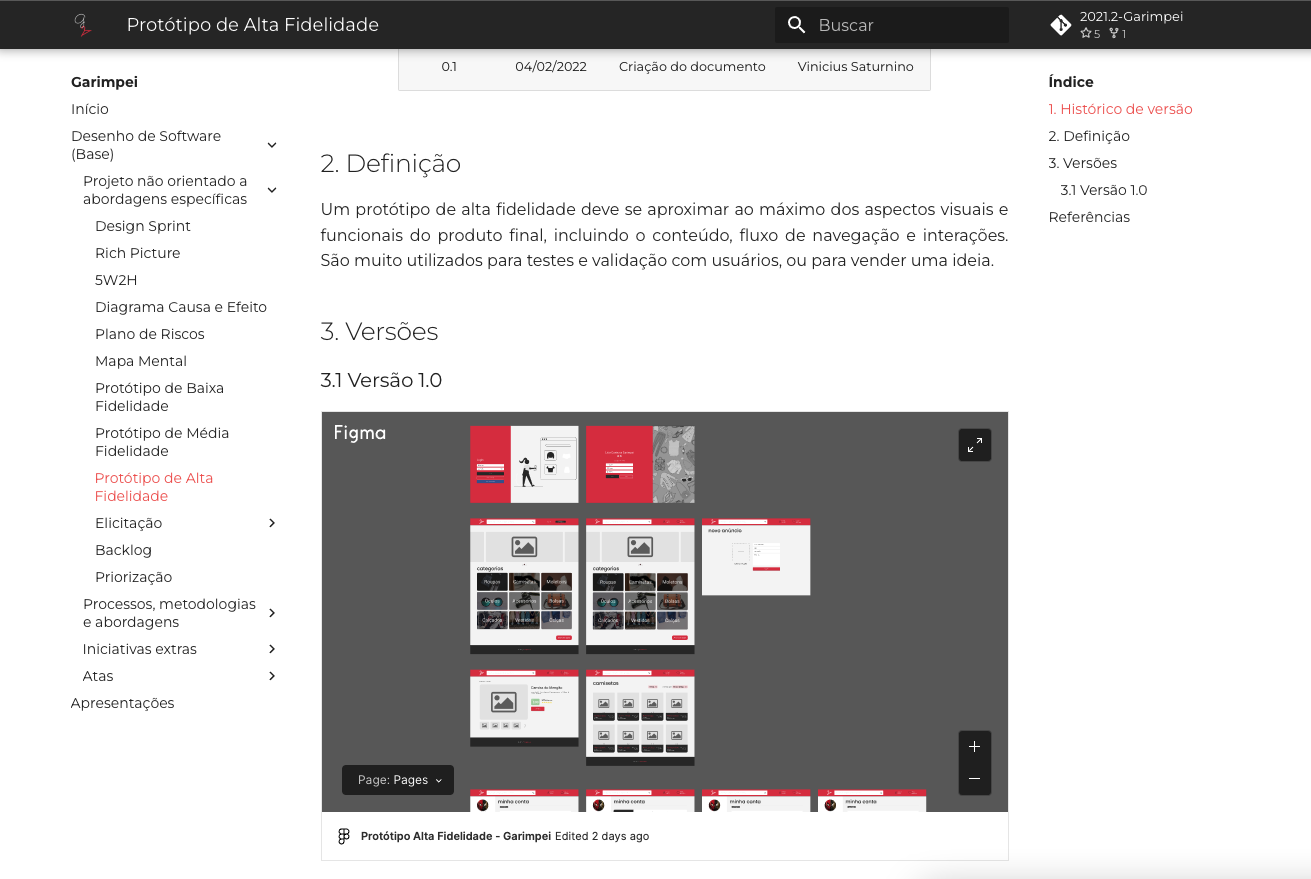 Protótipo de Alta Fidelidade
Buscar
2021.2-Garimpei
5 1
Garimpei
Início
Desenho de Software
(Base)
Projeto não orientado a
abordagens específicas
Design Sprint
Rich Picture
5W2H
Diagrama Causa e Efeito
Plano de Riscos
Mapa Mental
Protótipo de Baixa
Fidelidade
Protótipo de Média
Fidelidade
Protótipo de Alta
Fidelidade
Elicitação
Backlog
Priorização
Processos, metodologias
e abordagens
Iniciativas extras
Atas
Apresentações
0.1 04/02/2022 Criação do documento Vinicius Saturnino
2. Definição
Um protótipo de alta fidelidade deve se aproximar ao máximo dos aspectos visuais e
funcionais do produto final, incluindo o conteúdo, fluxo de navegação e interações.
São muito utilizados para testes e validação com usuários, ou para vender uma ideia.
3. Versões
3.1 Versão 1.0
Figma
novo anúncio
categorias
categorias
Roupas Camisetas Moletons
Roupas Camisetas Moletons
Óculos Acessórios Bolsas
Óculos Acessórios Bolsas
Calçados Vestidos Calças
Calçados Vestidos Calças
camisetas
Page: Pages
minha conta
minha conta
minha conta
minha conta
Protótipo Alta Fidelidade - Garimpei Edited 2 days ago
Índice
1. Histórico de versão
2. Definição
3. Versões
3.1 Versão 1.0
Referências